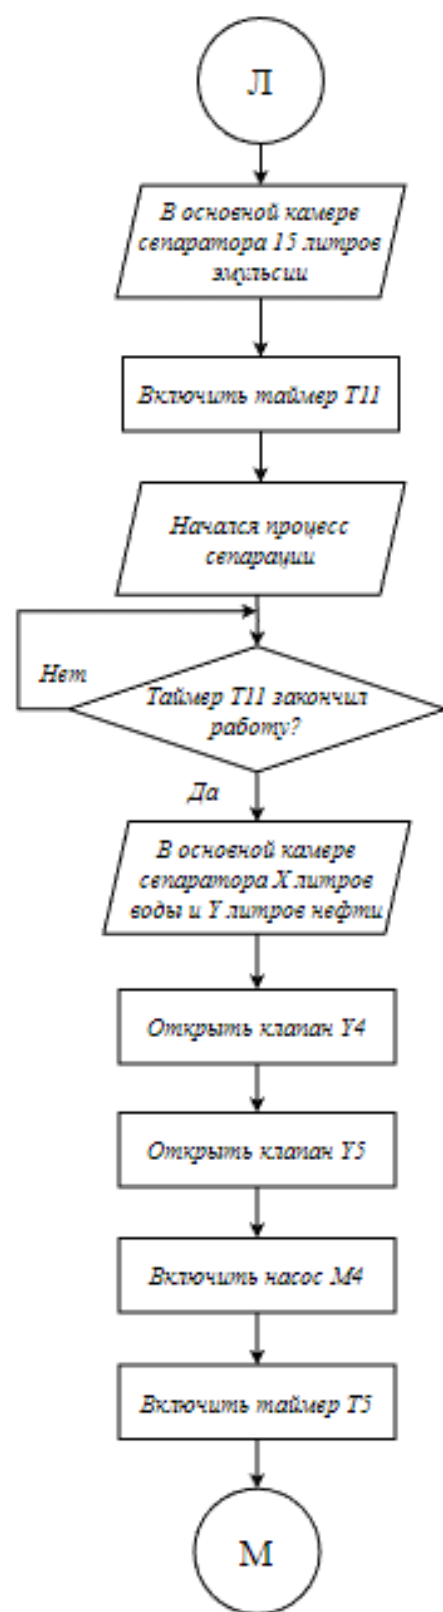 Л
В основной камере
сепаратора 15 литров
эмульсии
Включить таймер Т11
Начался процесс
сепарации
Нет
Таймер Т11 закончил
работу?
Да
В основной камере
сепаратора X литров
воды и Y литров нефти
Открыть клапан Y4
Открыть клапан Y5
Включить насос М4
Включить таймер Т5
М